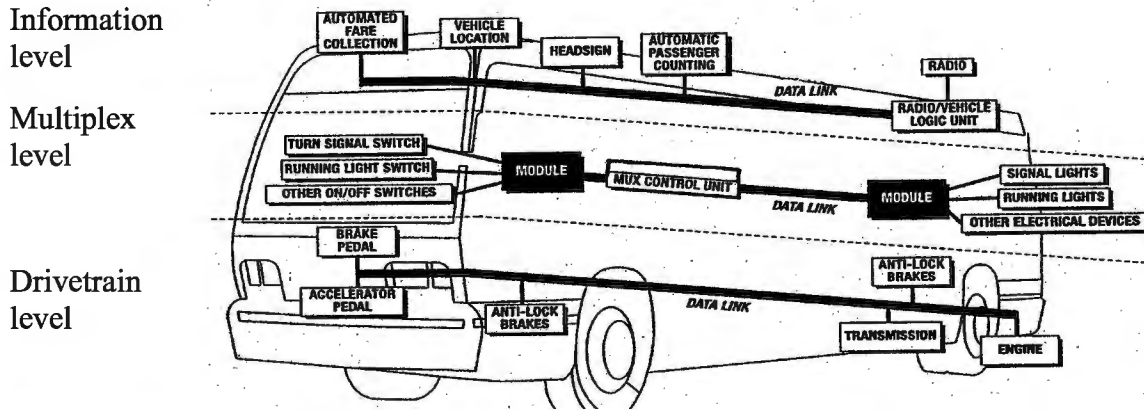 Information
level
AUTOMATED
FARE
COLLECTION
VEHICLE
LOCATION
HEADSIGN
AUTOMATIC
PASSENGER
COUNTING
RADIO
DATA LINK
RADIO/VEHICLE
LOGIC UNIT
Multiplex
level
TURN SIGNAL SWITCH
RUNNING LIGHT SWITCH
OTHER ON/OFF SWITCHES
MODULE
MUX CONTROL UNIT
DATA LINK
MODULE
SIGNAL LIGHTS
RUNNING LIGHTS
OTHER ELECTRICAL DEVICES
Drivetrain
level
BRAKE
PEDAL
ACCELERATOR
PEDAL
ANTI-LOCK
BRAKES
DATA LINK
ANTI-LOCK
BRAKES
TRANSMISSION
ENGINE